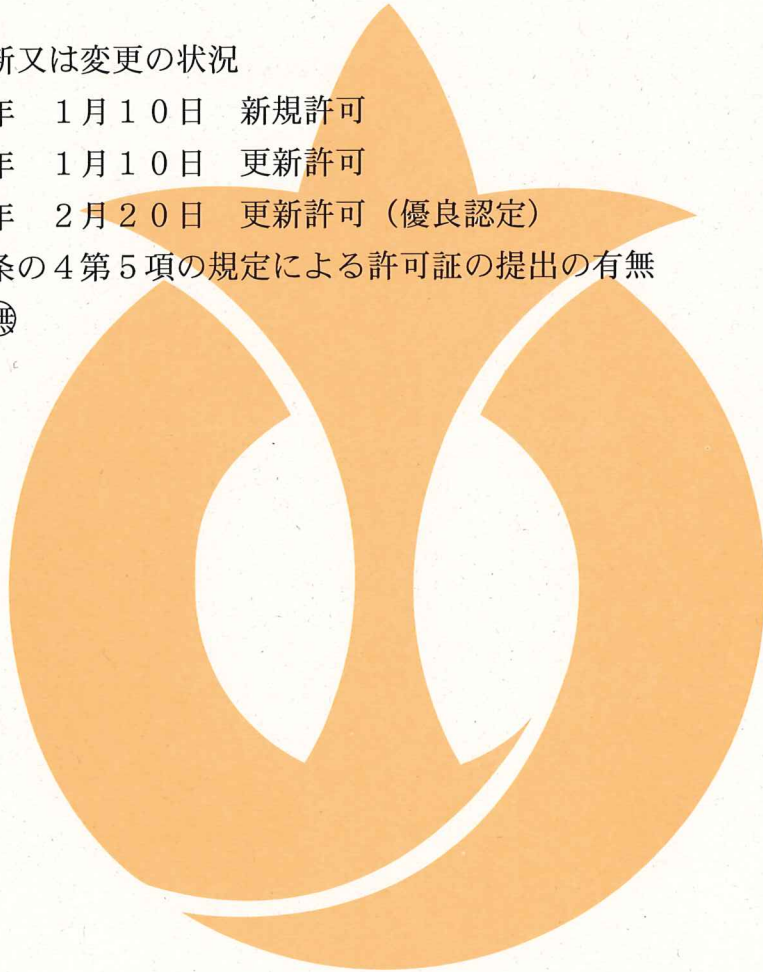 新又は変更の状況
年　１月１０日　新規許可
年　１月１０日　更新許可
年　２月２０日　更新許可（優良認定）
条の４第５項の規定による許可証の提出の有無
無